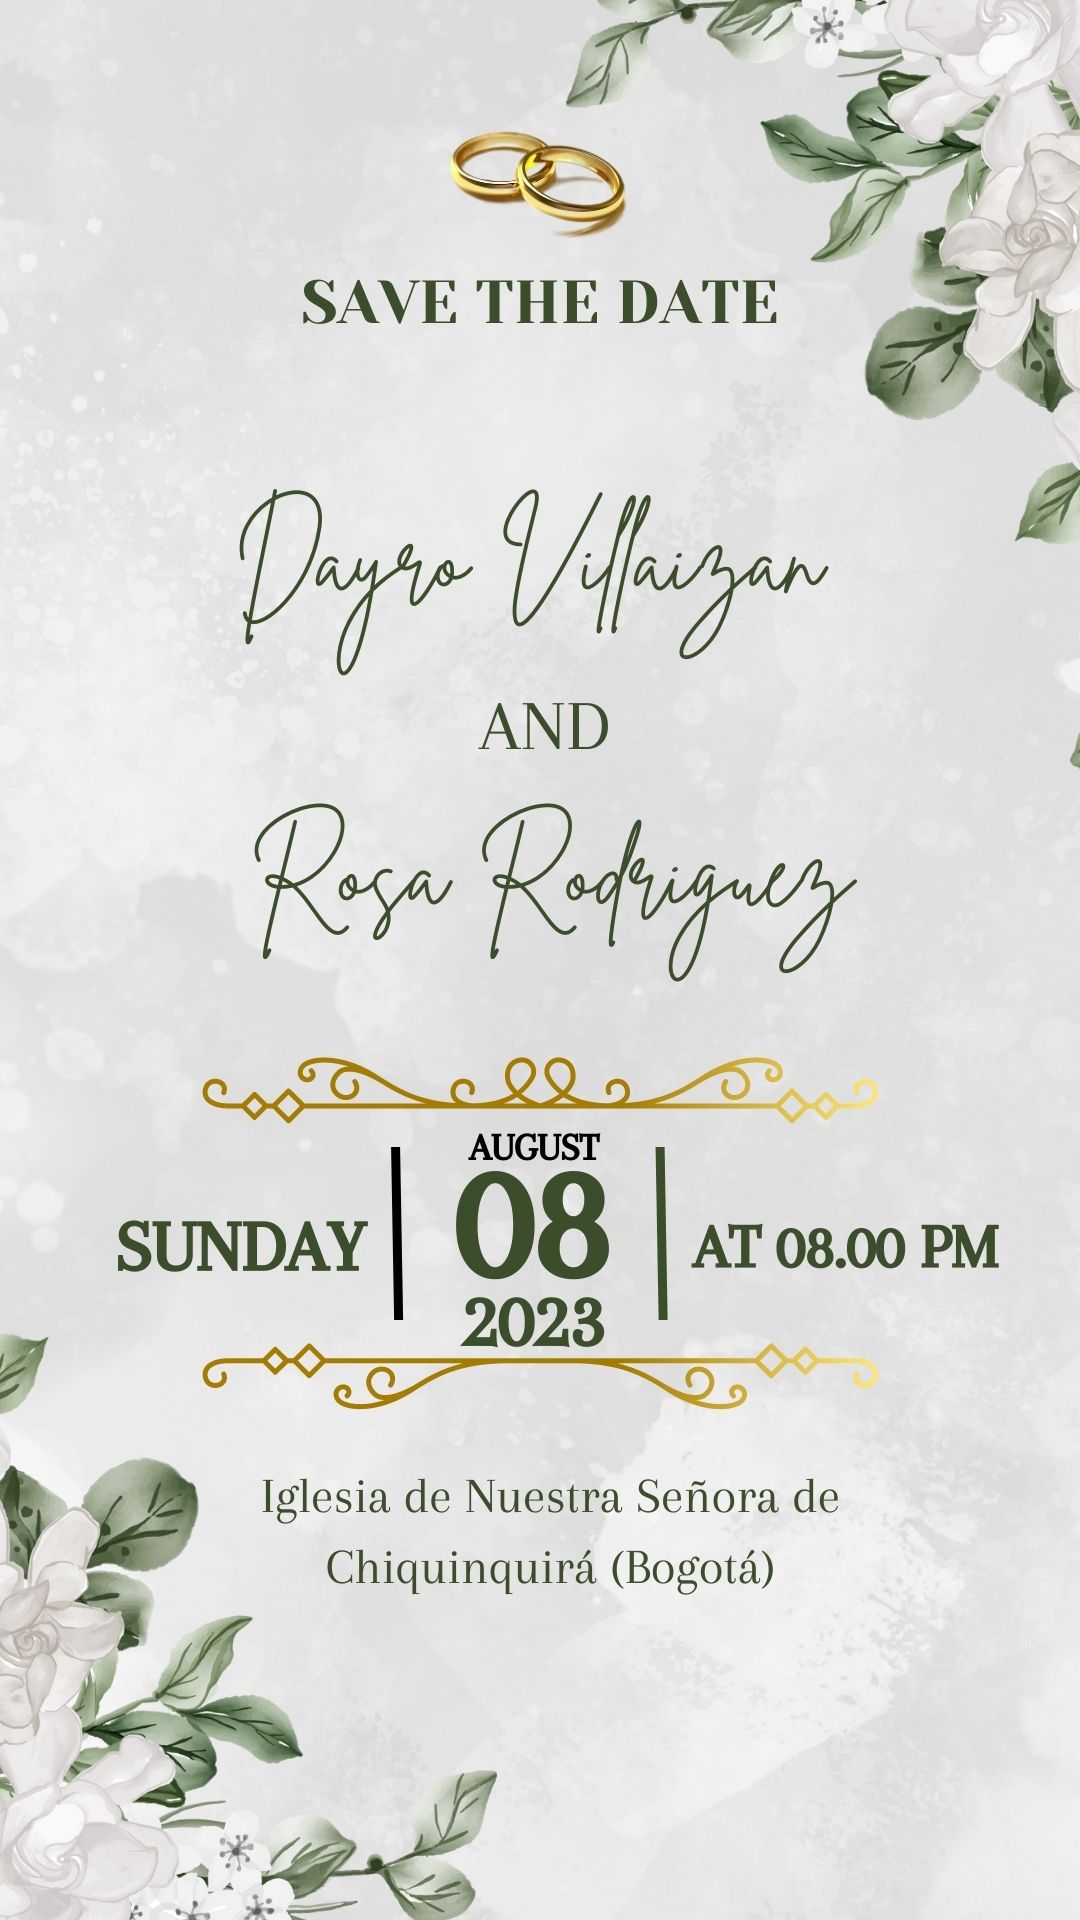 SAVE THE DATE
Dayro Villaizan
AND
Rosa Rodriguez
SUNDAY
AUGUST
08
2023
AT 08.00 PM
Iglesia de Nuestra Señora de
Chiquinquirá (Bogotá)